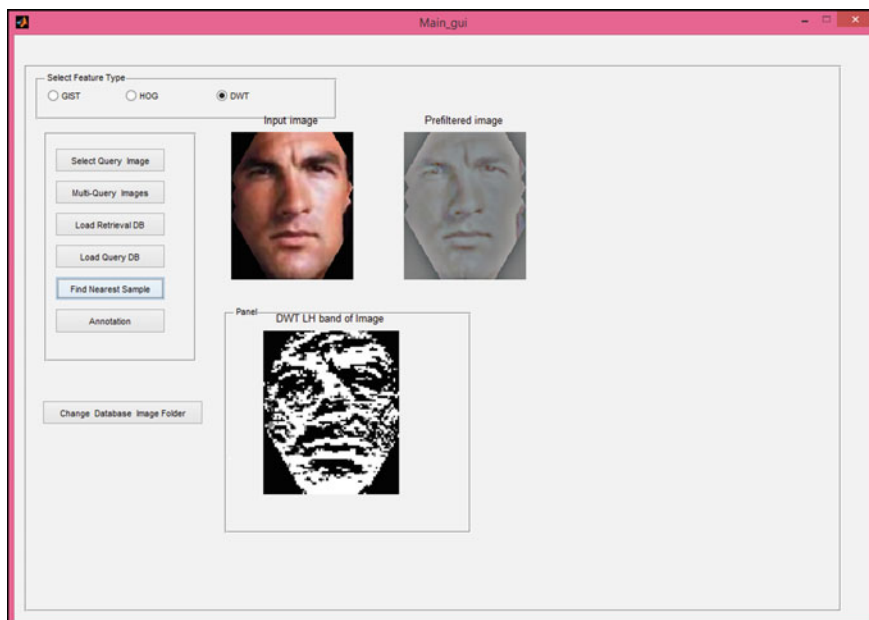 Main_gui
Select Feature Type
GIST HOG DWT
Input image Prefiltered image
Select Query Image
Multi-Query Images
Load Retrieval DB
Load Query DB
Find Nearest Sample
Annotation
Panel
DWT LH band of Image
Change Database Image Folder